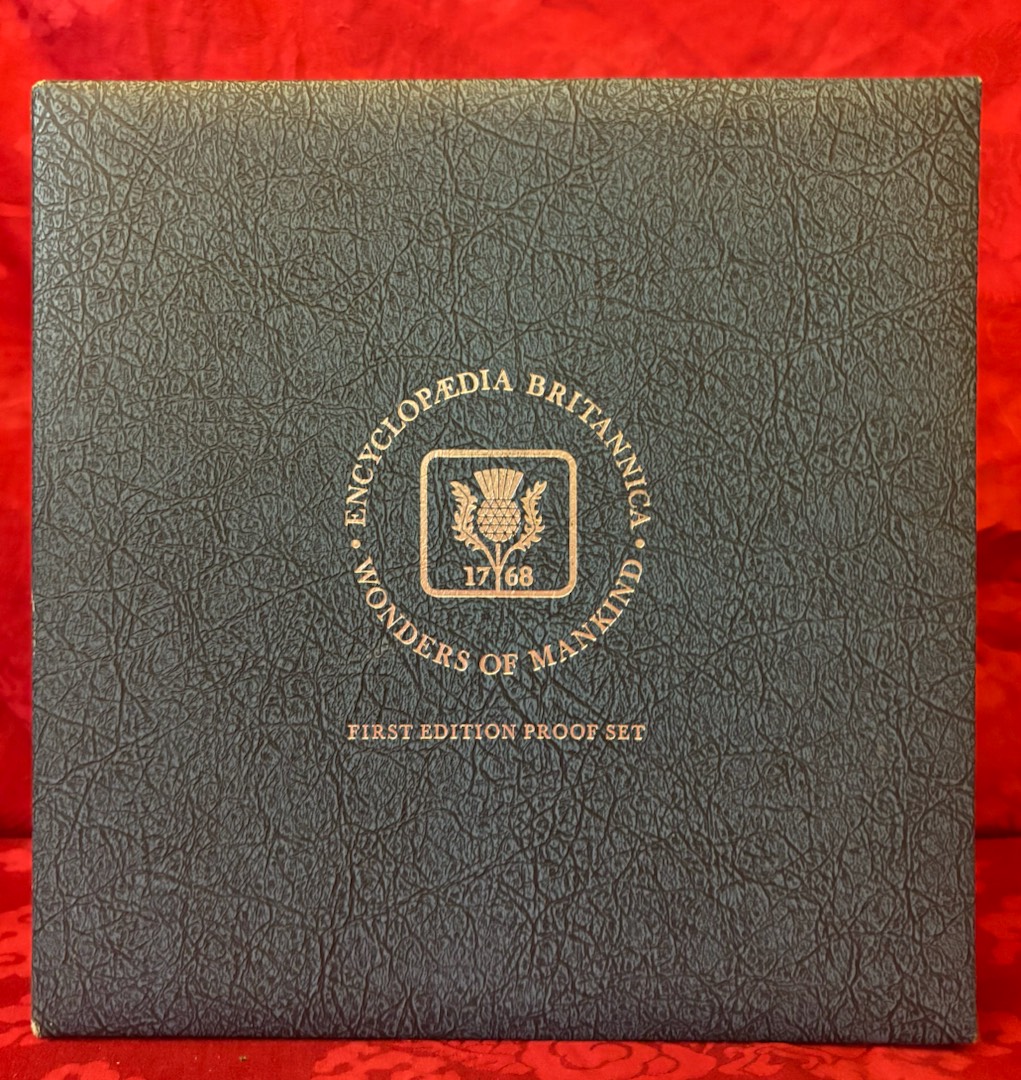 ENCYCLOPÆDIA BRITANNICA
• WONDERS OF MANKIND •
17 68
FIRST EDITION PROOF SET